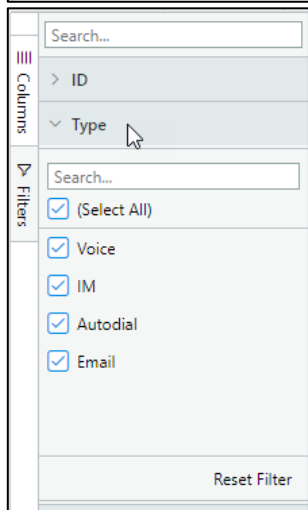 Search...
Columns
Filters
ID
Type
Search...
(Select All)
Voice
IM
Autodial
Email
Reset Filter